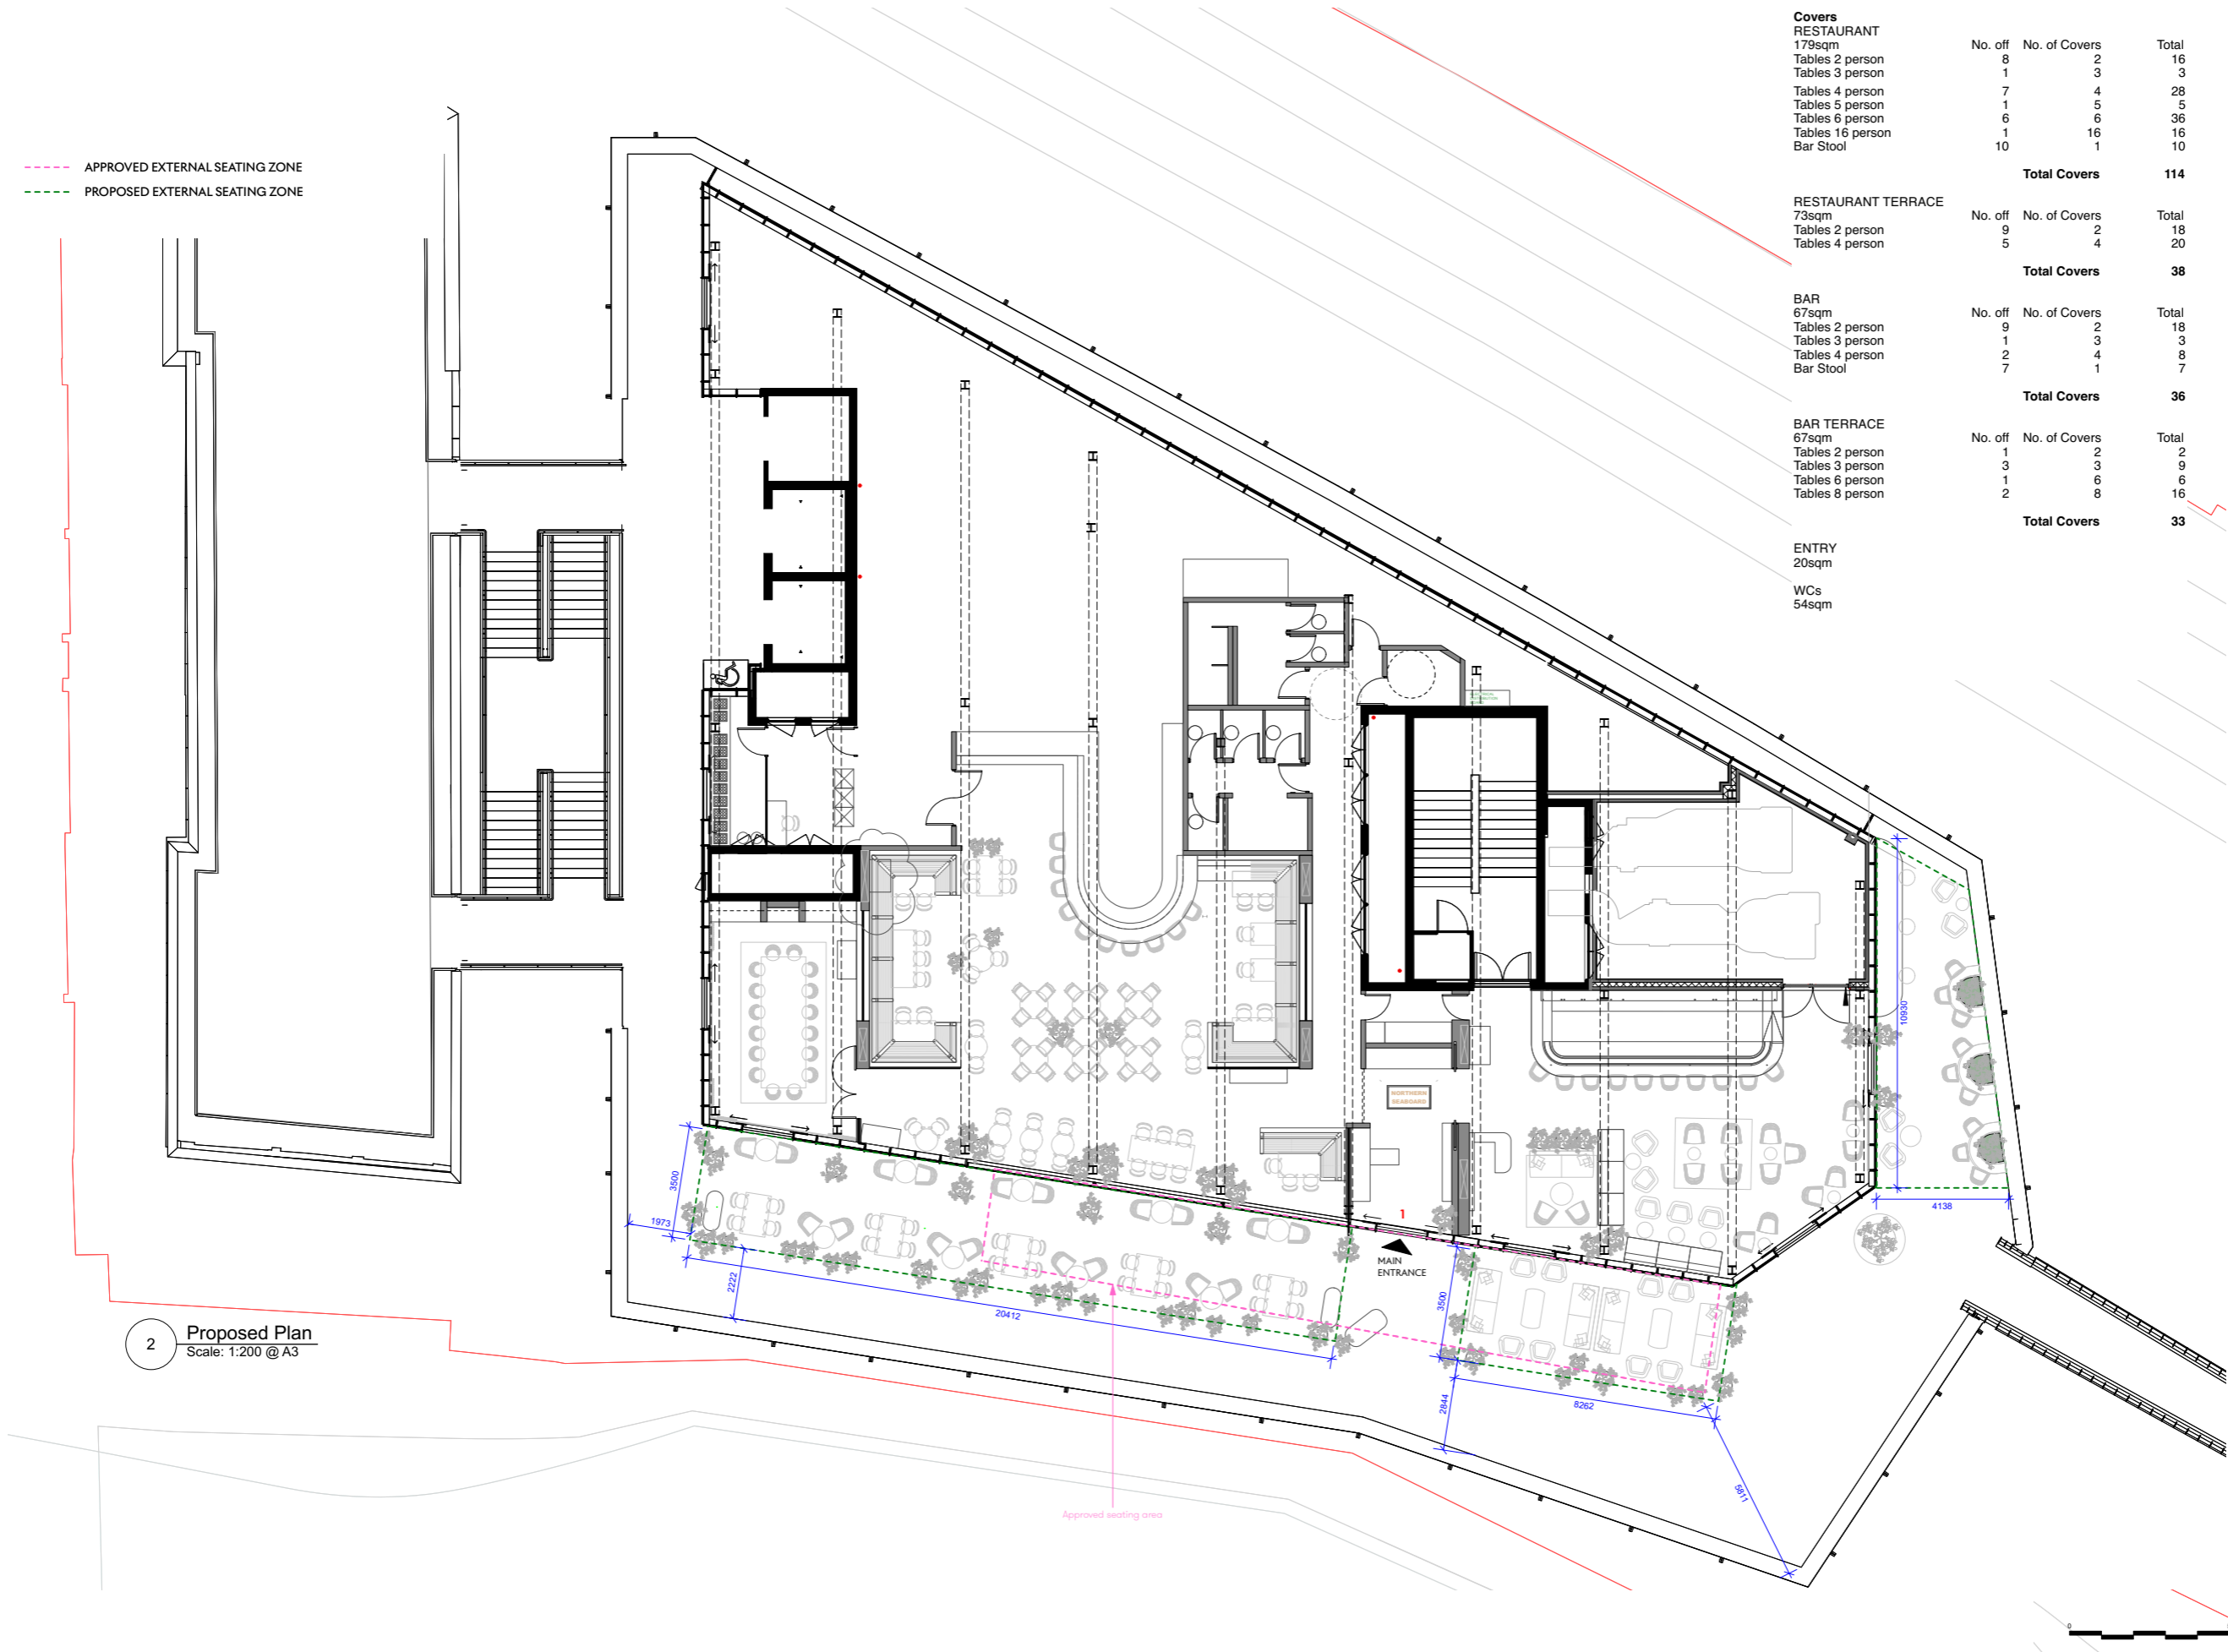 APPROVED EXTERNAL SEATING ZONE
PROPOSED EXTERNAL SEATING ZONE
Covers
RESTAURANT
179sqm No. off No. of Covers Total
Tables 2 person 8 2 16
Tables 3 person 1 3 3
Tables 4 person 7 4 28
Tables 5 person 1 5 5
Tables 6 person 6 6 36
Tables 16 person 1 16 16
Bar Stool 10 1 10
Total Covers 114
RESTAURANT TERRACE
73sqm No. off No. of Covers Total
Tables 2 person 9 2 18
Tables 4 person 5 4 20
Total Covers 38
BAR
67sqm No. off No. of Covers Total
Tables 2 person 9 2 18
Tables 3 person 1 3 3
Tables 4 person 2 4 8
Bar Stool 7 1 7
Total Covers 36
BAR TERRACE
67sqm No. off No. of Covers Total
Tables 2 person 1 2 2
Tables 3 person 3 3 9
Tables 6 person 1 6 6
Tables 8 person 2 8 16
Total Covers 33
ENTRY
20sqm
WCs
54sqm
10930
NORTHERN
SEABOARD
3500
1973
4138
1
MAIN
ENTRANCE
2222
20412
3500
2 Proposed Plan
Scale: 1:200 @ A3
2844
8262
5811
Approved seating area
0